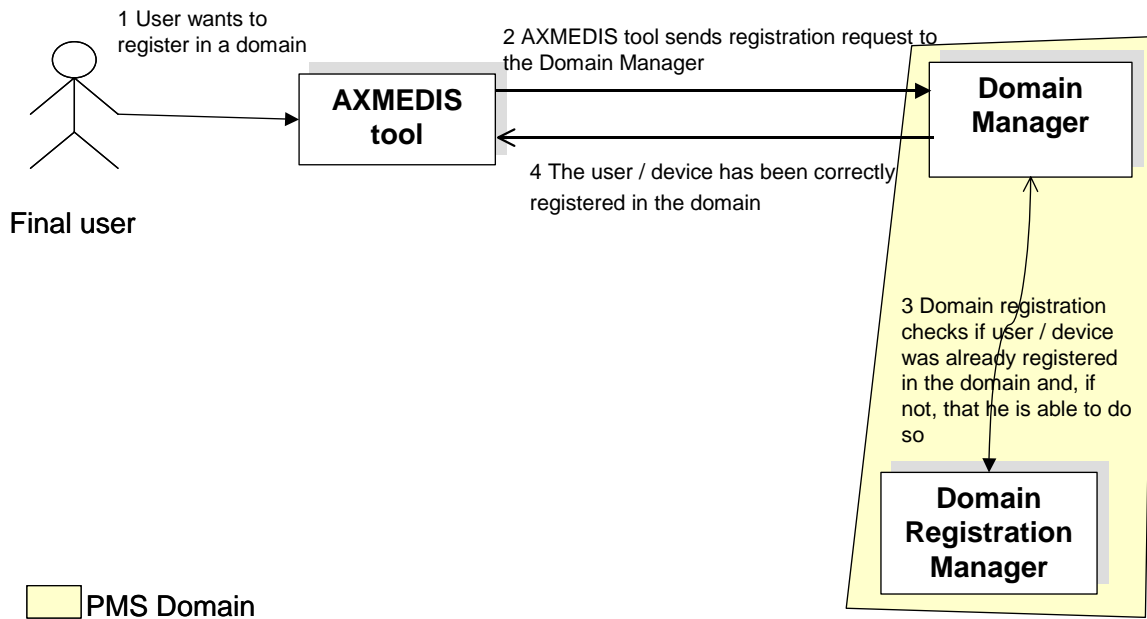 1 User wants to
register in a domain
2 AXMEDIS tool sends registration request to
the Domain Manager
AXMEDIS
tool
Domain
Manager
4 The user / device has been correctly
registered in the domain
Final user
3 Domain registration
checks if user / device
was already registered
in the domain and, if
not, that he is able to do
so
Domain
Registration
Manager
PMS Domain